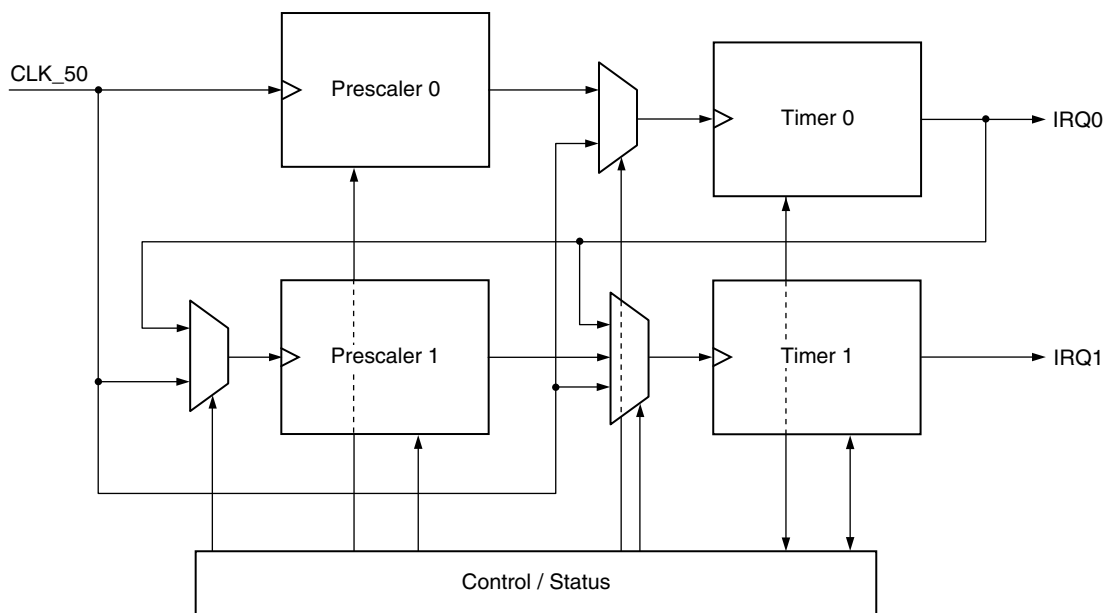 CLK_50
Prescaler 0
Timer 0
IRQ0
Prescaler 1
Timer 1
IRQ1
Control / Status